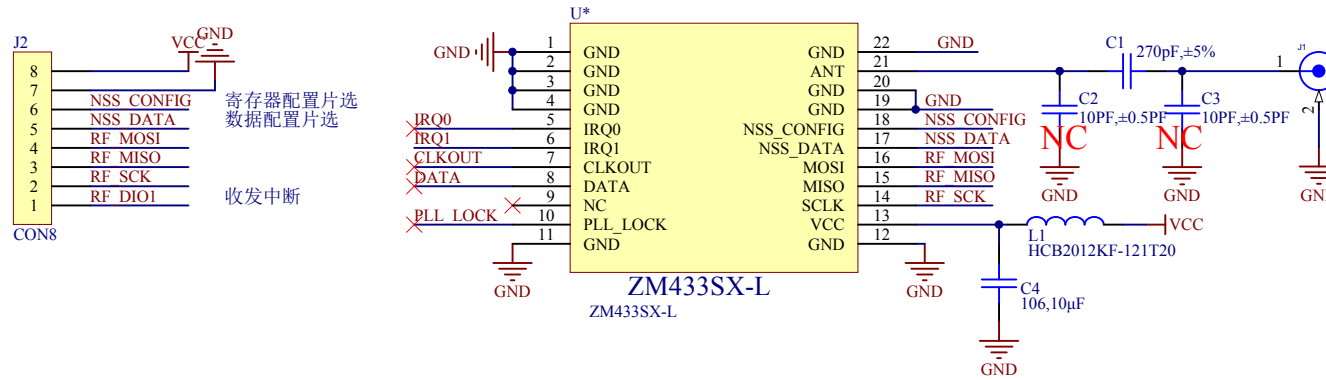 J2
VCC
GND
8
7
6 NSS_CONFIG 寄存器配置片选
5 NSS_DATA 数据配置片选
4 RF_MOSI
3 RF_MISO
2 RF_SCK
1 RF_DIO1 收发中断
CON8
U*
GND 1 GND
2 GND
3 GND
4 GND
IRQ0 5 IRQ0
IRQ1 6 IRQ1
CLKOUT 7 CLKOUT
DATA 8 DATA
9 NC
PLL_LOCK 10 PLL_LOCK
11 GND
GND
GND 22 GND
ANT 21
GND 20
GND 19 GND
NSS_CONFIG 18 NSS_CONFIG
NSS_DATA 17 NSS_DATA
MOSI 16 RF_MOSI
MISO 15 RF_MISO
SCLK 14 RF_SCK
VCC 13
GND 12
GND
ZM433SX-L
ZM433SX-L
C1
270pF,±5%
C2
10PF,±0.5PF
NC
GND
C3
10PF,±0.5PF
NC
GND
J1
1
2
GND
L1
HCB2012KF-121T20
VCC
C4
106,10μF
GND